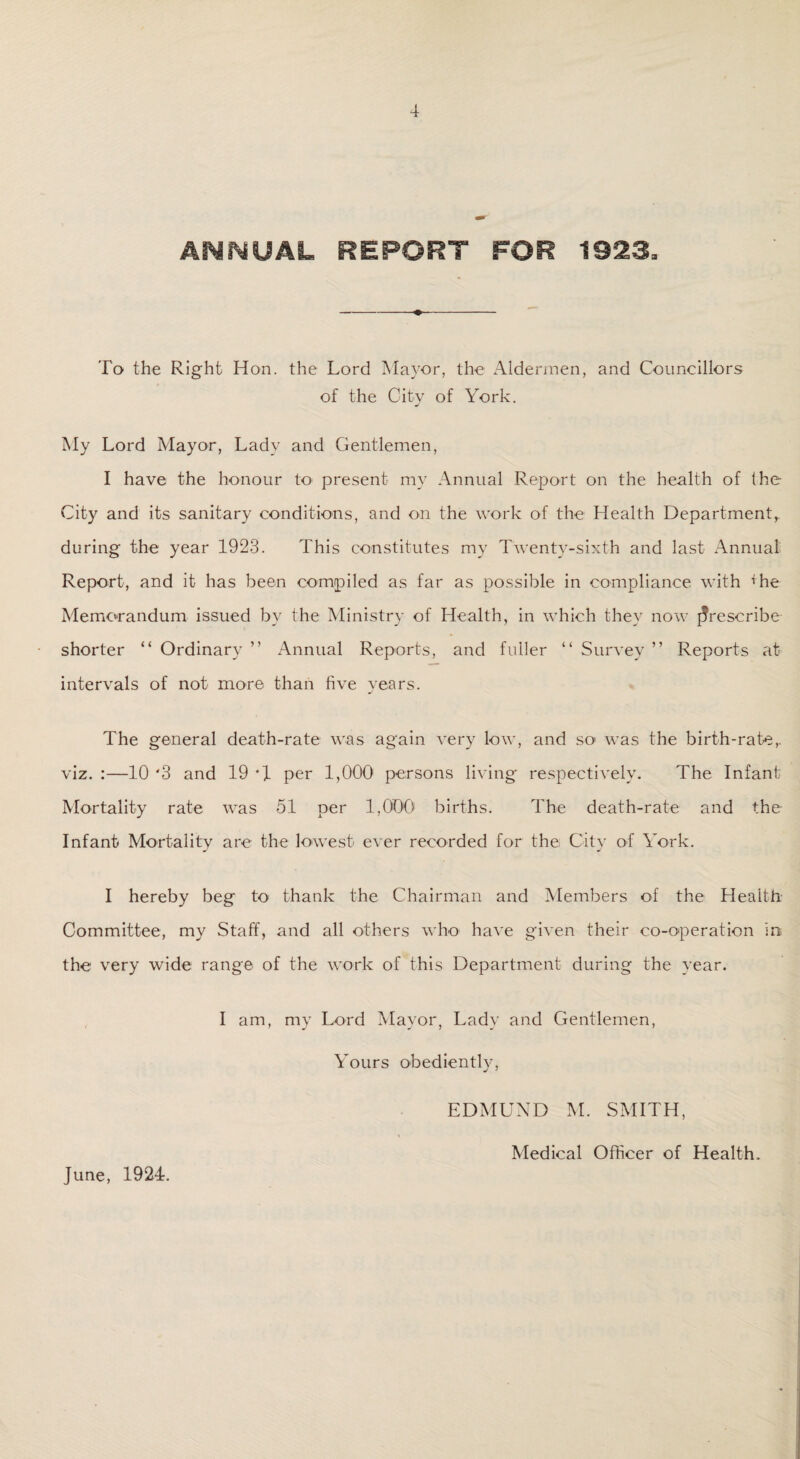 4
ANNUAL REPORT FOR 1923.
To the Right Hon. the Lord Mayor, the Aldermen, and Councillors
of the City of York.
My Lord Mayor, Lady and Gentlemen,
I have the honour to present my Annual Report on the health of the
City and its sanitary conditions, and on the work of the Health Department,
during the year 1923. This constitutes my Twenty-sixth and last Annual
Report, and it has been compiled as far as possible in compliance with the
Memorandum issued by the Ministry of Health, in which they now prescribe
shorter “ Ordinary ” Annual Reports, and fuller “ Survey ” Reports at
intervals of not more than five years.
The general death-rate was again very low, and so was the birth-rate,
viz. :—10·3 and 19·1 per 1,000 persons living respectively. The Infant
Mortality rate was 51 per 1,000 births. The death-rate and the
Infant Mortality are the lowest ever recorded for the City of York.
I hereby beg to thank the Chairman and Members of the Health
Committee, my Staff, and all others who have given their co-operation in
the very wide range of the work of this Department during the year.
I am, my Lord Mayor, Lady and Gentlemen,
Yours obediently,
EDMUND M. SMITH,
Medical Officer of Health.
June, 1924.